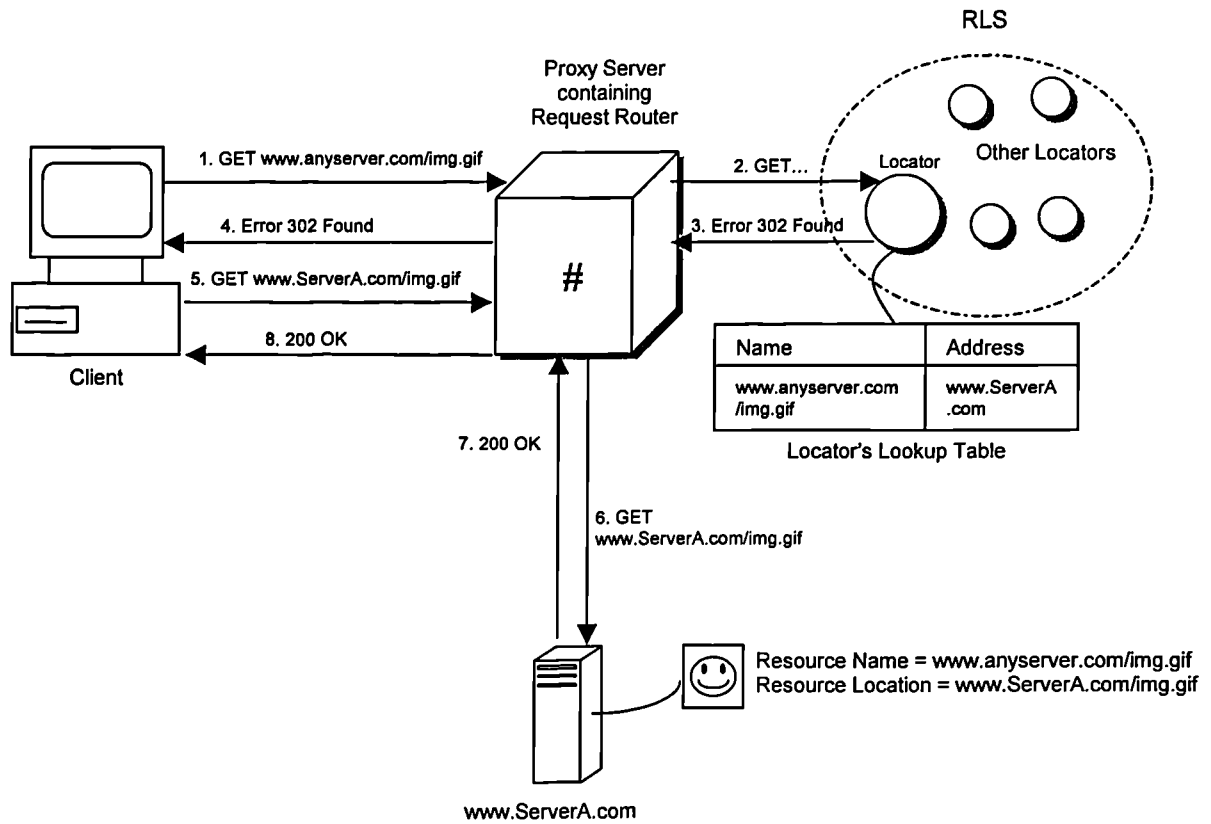 RLS
Proxy Server
containing
Request Router
1. GET www.anyserver.com/img.gif
2. GET...
Locator
Other Locators
4. Error 302 Found
3. Error 302 Found
#
5. GET www.ServerA.com/img.gif
8. 200 OK
Client
Name
Address
www.anyserver.com
/img.gif
www.ServerA
.com
Locator's Lookup Table
7. 200 OK
6. GET
www.ServerA.com/img.gif
Resource Name = www.anyserver.com/img.gif
Resource Location = www.ServerA.com/img.gif
www.ServerA.com